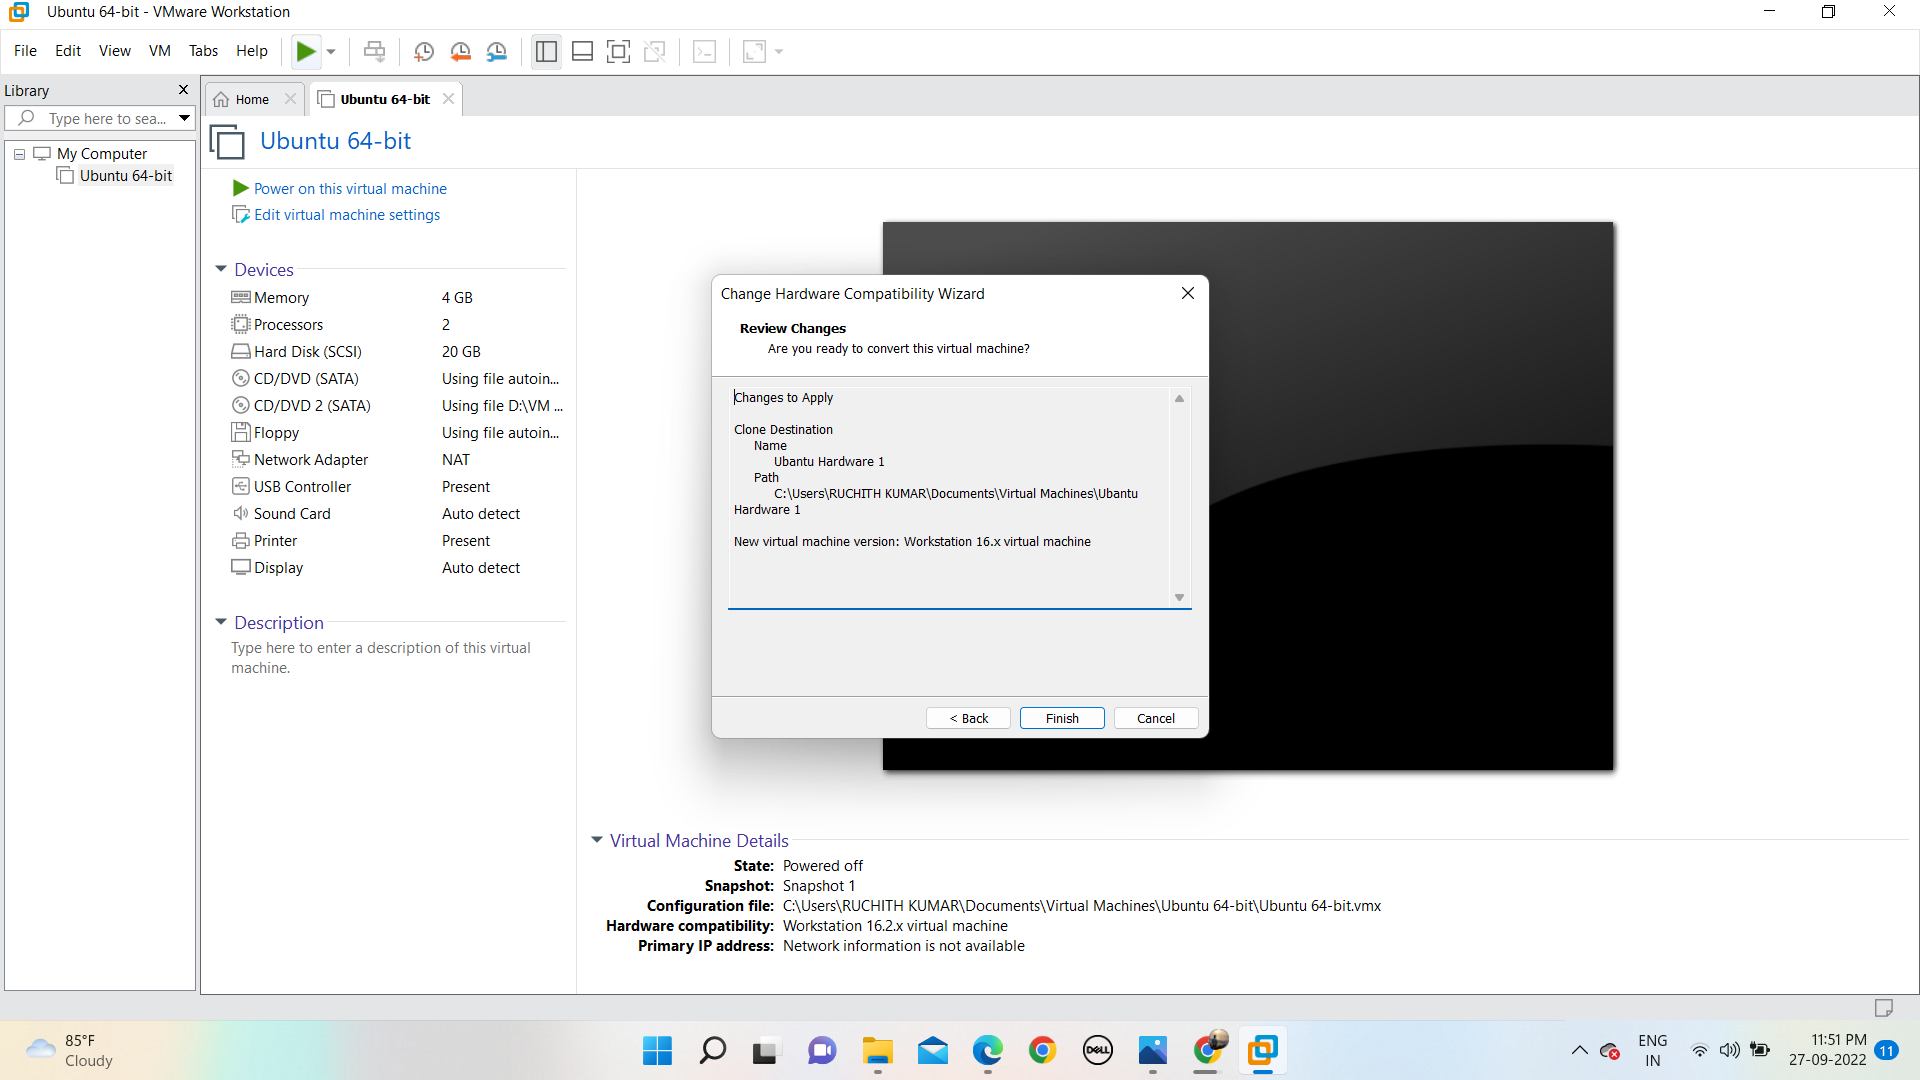 Ubuntu 64-bit - VMware Workstation
File Edit View VM Tabs Help
Library
Type here to sea...
My Computer
Ubuntu 64-bit
Home
Ubuntu 64-bit
Ubuntu 64-bit
Power on this virtual machine
Edit virtual machine settings
Devices
Memory 4 GB
Processors 2
Hard Disk (SCSI) 20 GB
CD/DVD (SATA) Using file autoin...
CD/DVD 2 (SATA) Using file D:\VM ...
Floppy Using file autoin...
Network Adapter NAT
USB Controller Present
Sound Card Auto detect
Printer Present
Display Auto detect
Description
Type here to enter a description of this virtual
machine.
Change Hardware Compatibility Wizard
Review Changes
Are you ready to convert this virtual machine?
Changes to Apply
Clone Destination
Name
Ubantu Hardware 1
Path
C:\Users\RUCHITH KUMAR\Documents\Virtual Machines\Ubantu
Hardware 1
New virtual machine version: Workstation 16.x virtual machine
< Back Finish Cancel
Virtual Machine Details
State: Powered off
Snapshot: Snapshot 1
Configuration file: C:\Users\RUCHITH KUMAR\Documents\Virtual Machines\Ubuntu 64-bit\Ubuntu 64-bit.vmx
Hardware compatibility: Workstation 16.2.x virtual machine
Primary IP address: Network information is not available
85°F
Cloudy
DELL
ENG
IN
11:51 PM
27-09-2022
11